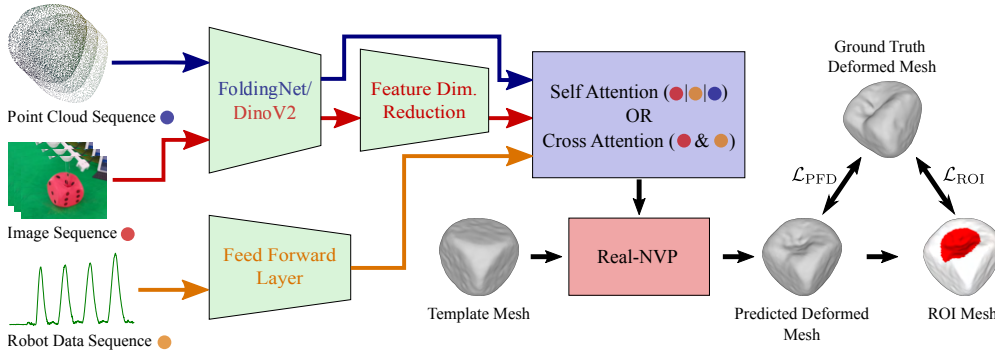 Point Cloud Sequence
Image Sequence
Robot Data Sequence
FoldingNet/
DinoV2
Feature Dim.
Reduction
Feed Forward
Layer
Self Attention ( | | )
OR
Cross Attention ( & )
Template Mesh
Real-NVP
Ground Truth
Deformed Mesh
ℒPFD
ℒROI
Predicted Deformed
Mesh
ROI Mesh